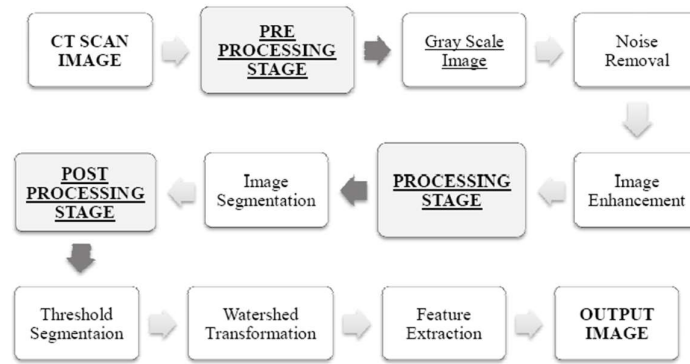 CT SCAN
IMAGE
PRE
PROCESSING
STAGE
Gray Scale
Image
Noise
Removal
Image
Enhancement
PROCESSING
STAGE
Image
Segmentation
POST
PROCESSING
STAGE
Threshold
Segmentaion
Watershed
Transformation
Feature
Extraction
OUTPUT
IMAGE